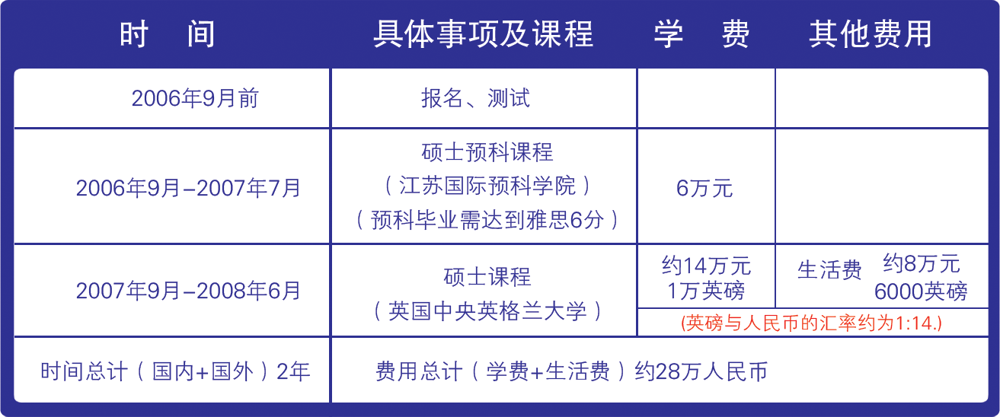 时 间 具体事项及课程 学 费 其他费用
2006年9月前 报名、测试
硕士预科课程
2006年9月-2007年7月 （江苏国际预科学院） 6万元
（预科毕业需达到雅思6分）
硕士课程 约14万元 生活费 约8万元
2007年9月-2008年6月 1万英磅 6000英磅
（英国中央英格兰大学）
(英磅与人民币的汇率约为1:14.)
时间总计（国内+国外）2年 费用总计（学费+生活费）约28万人民币